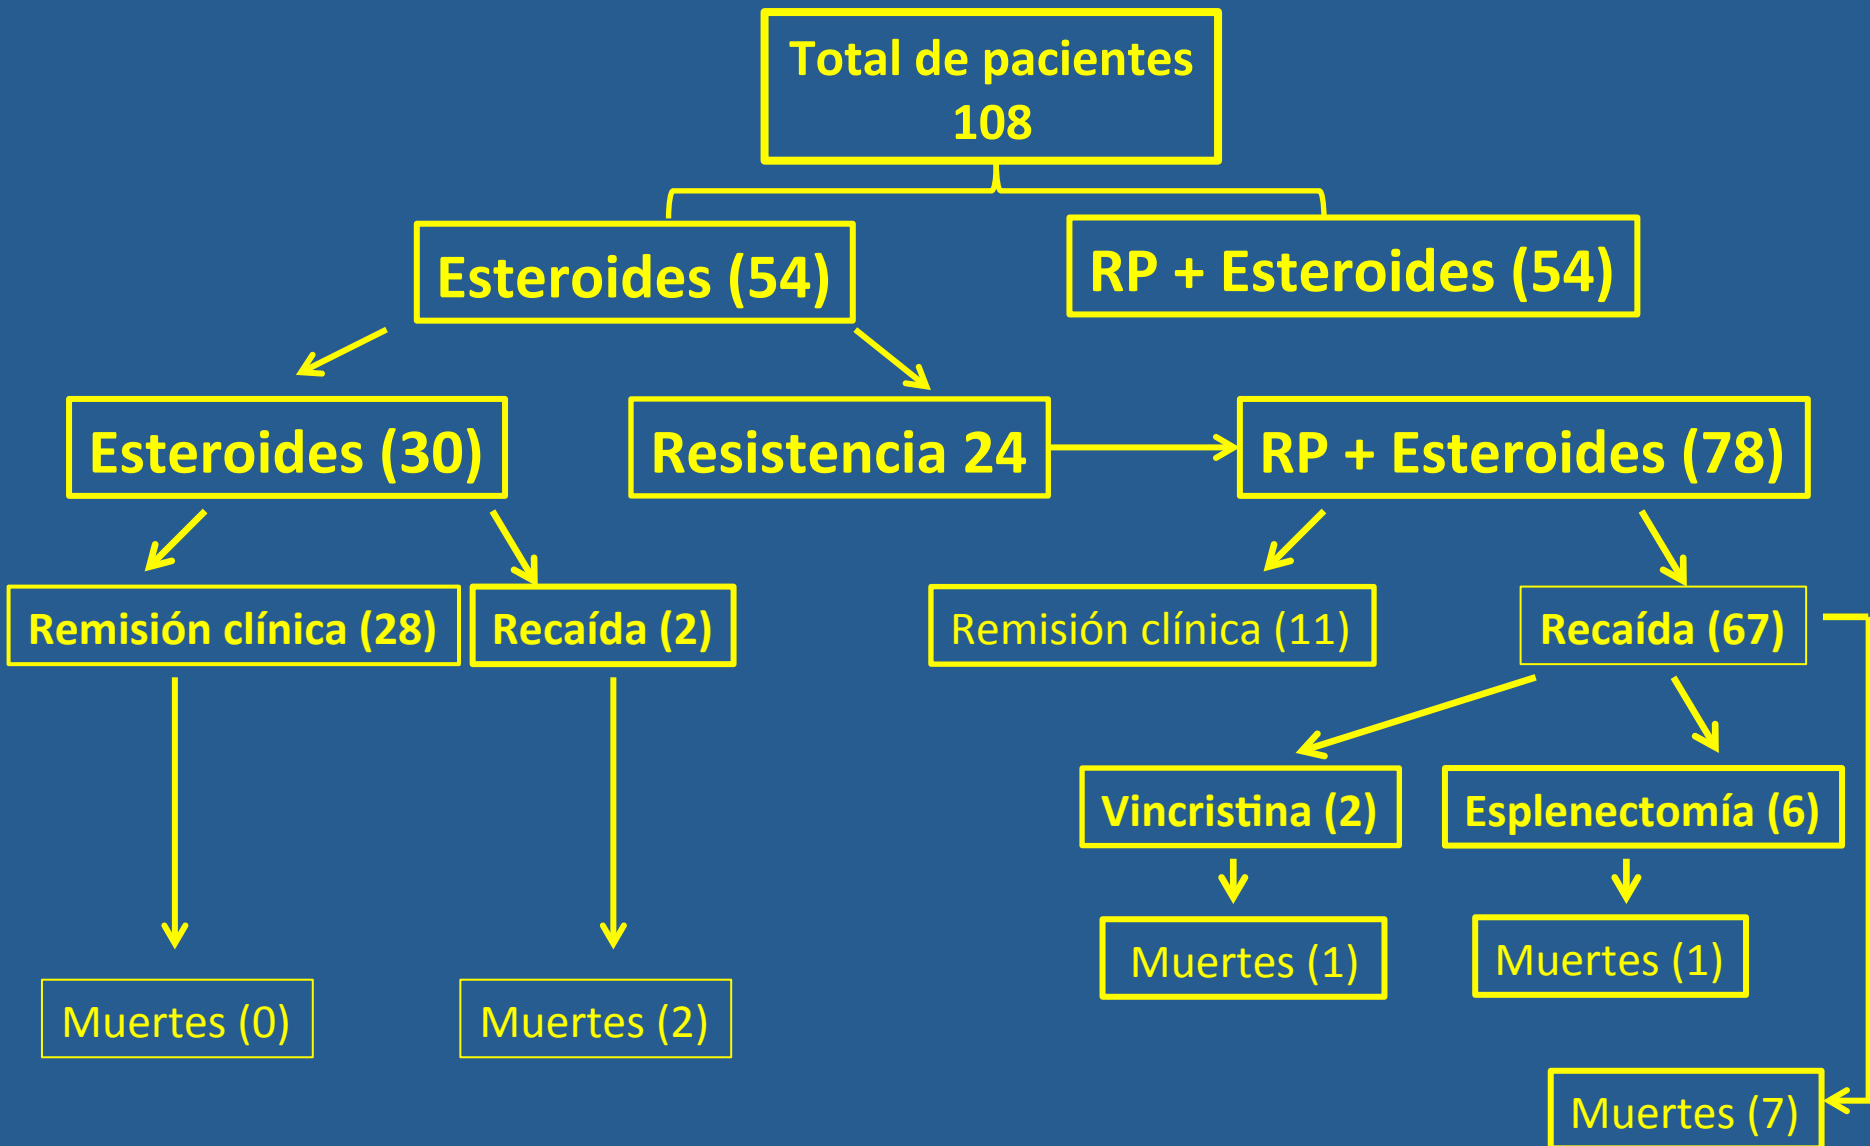 Total de pacientes
108
Esteroides (54)
RP + Esteroides (54)
Esteroides (30)
Resistencia 24
RP + Esteroides (78)
Remisión clínica (28)
Recaída (2)
Remisión clínica (11)
Recaída (67)
Vincristina (2)
Esplenectomía (6)
Muertes (1)
Muertes (1)
Muertes (0)
Muertes (2)
Muertes (7)